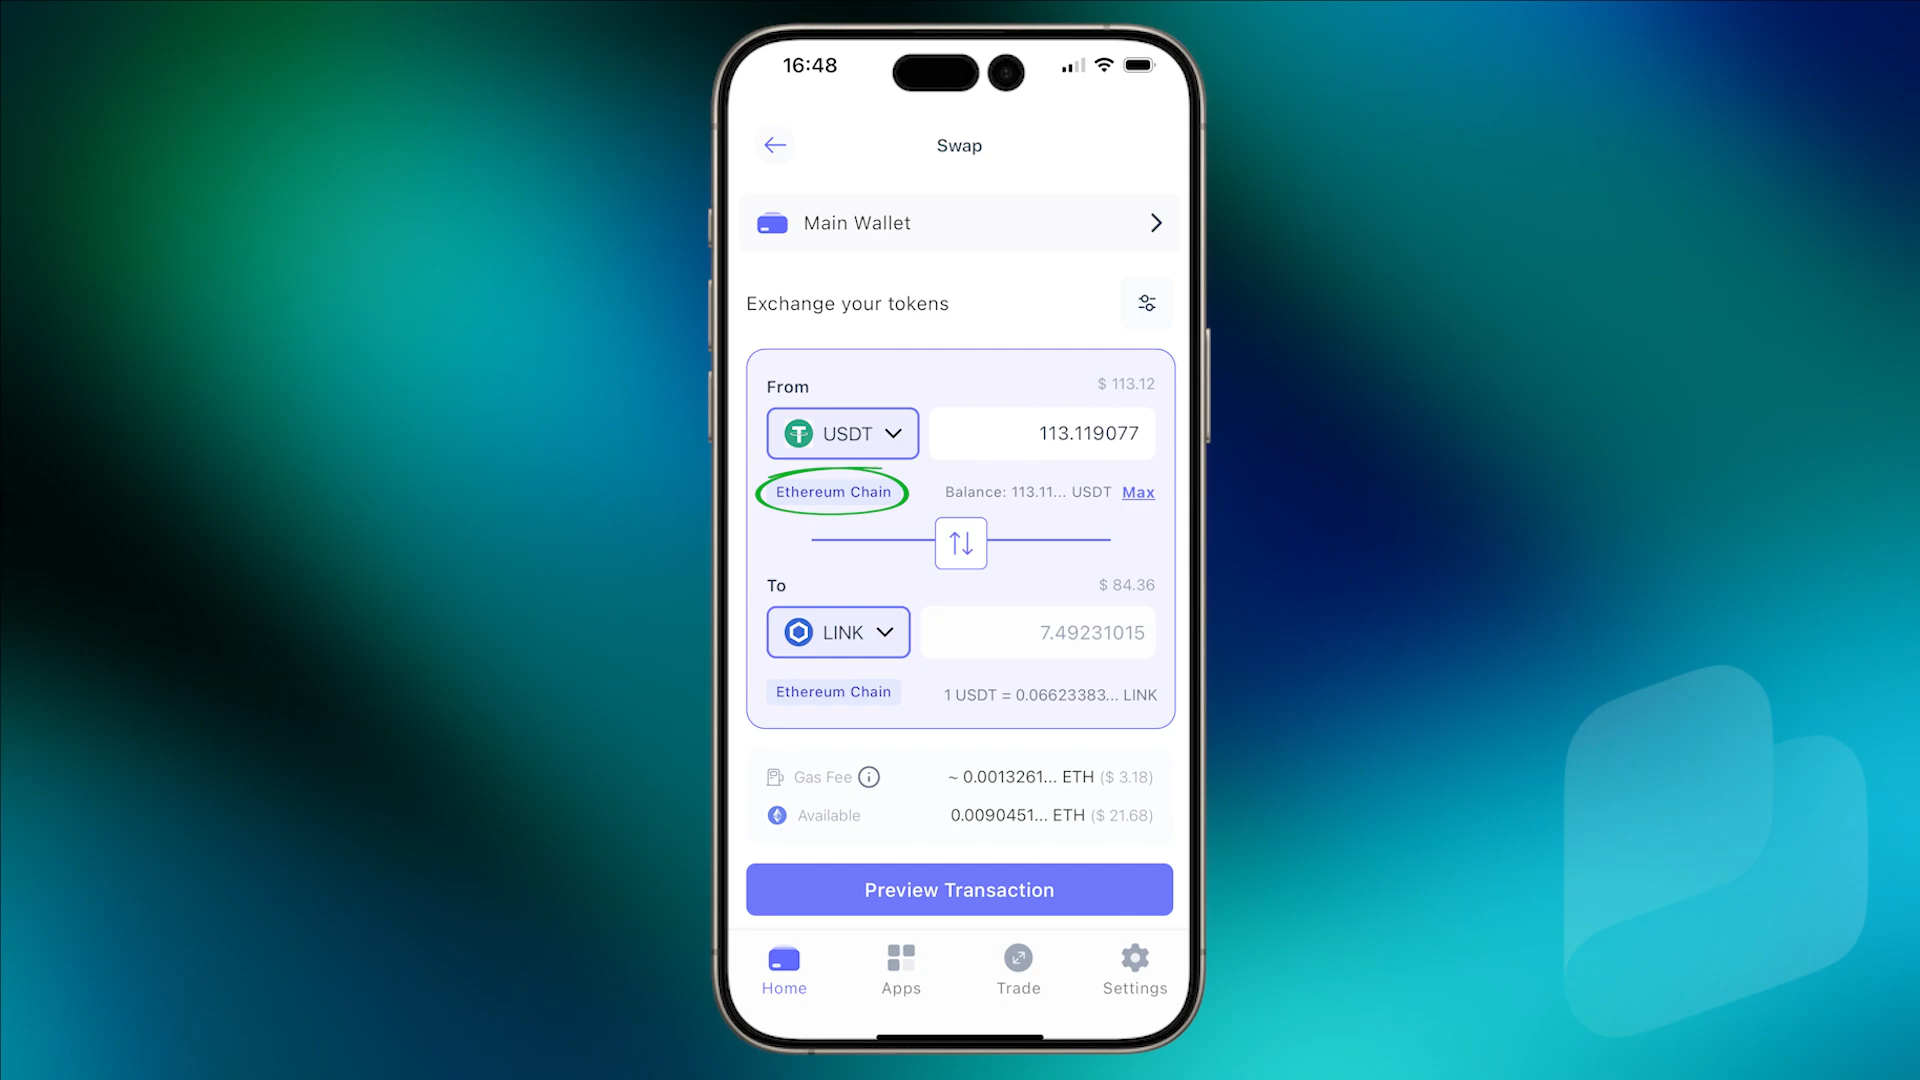 16:48
Swap
Main Wallet
Exchange your tokens
From
$ 113.12
USDT
113.119077
Ethereum Chain
Balance: 113.11... USDT Max
To
$ 84.36
LINK
7.49231015
Ethereum Chain
1 USDT = 0.06623383... LINK
Gas Fee
~ 0.0013261... ETH ($ 3.18)
Available
0.0090451... ETH ($ 21.68)
Preview Transaction
Home
Apps
Trade
Settings